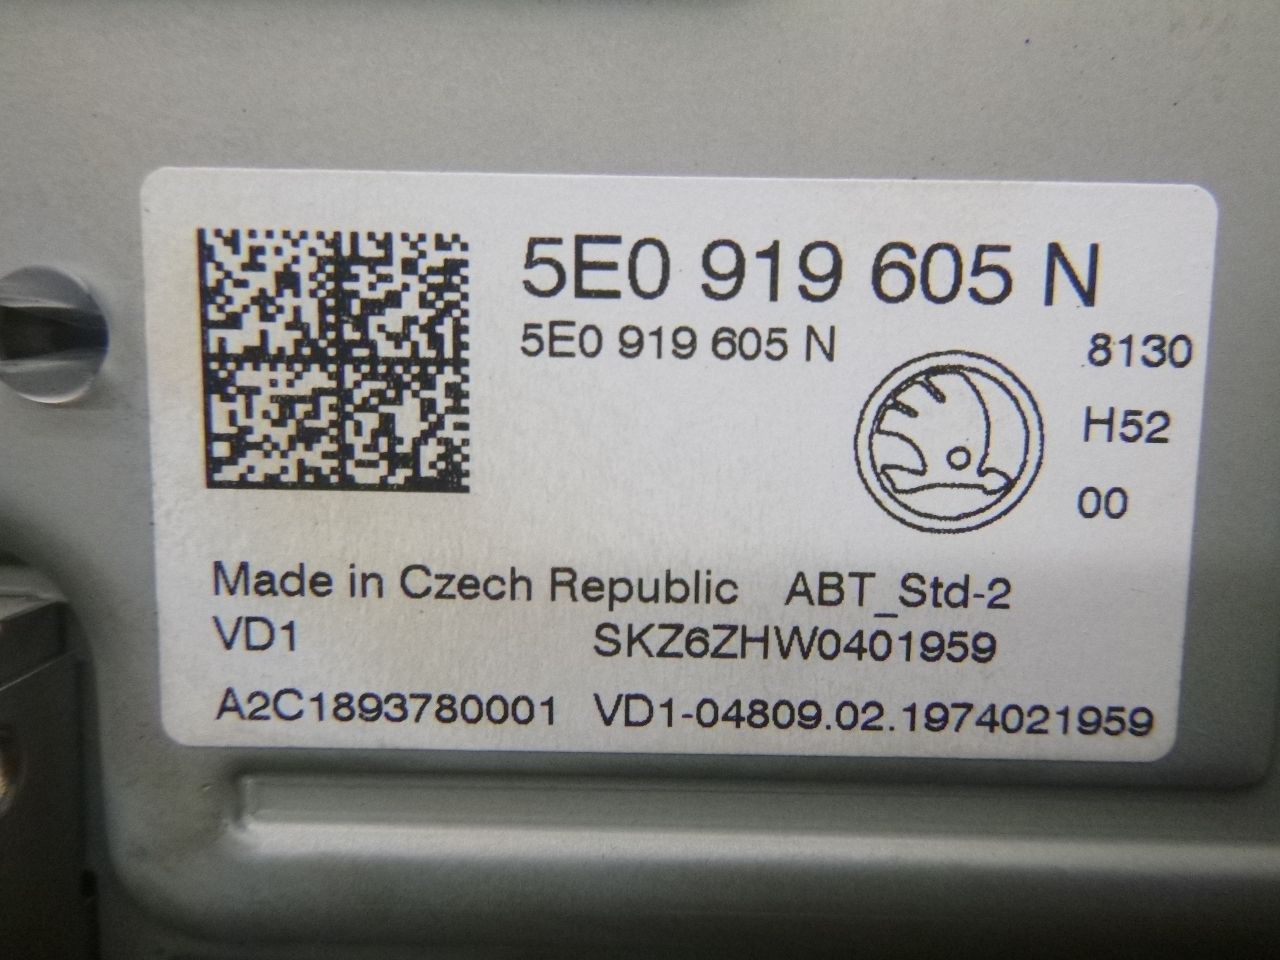 5E0 919 605 N
5E0 919 605 N
8130
H52
00
Made in Czech Republic ABT_Std-2
VD1 SKZ6ZHW0401959
A2C1893780001 VD1-04809.02.1974021959